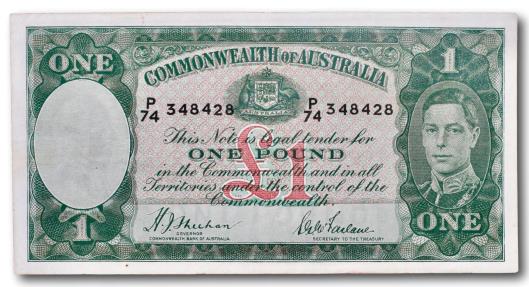 ONE
1
COMMONWEALTH OF AUSTRALIA
AUSTRALIA
P/74 348428 P/74 348428
This Note is Legal tender for
ONE POUND
£1
in the Commonwealth and in all
Territories under the control of the
Commonwealth.
H J Sheehan
GOVERNOR
COMMONWEALTH BANK OF AUSTRALIA
SECRETARY TO THE TREASURY
1
ONE